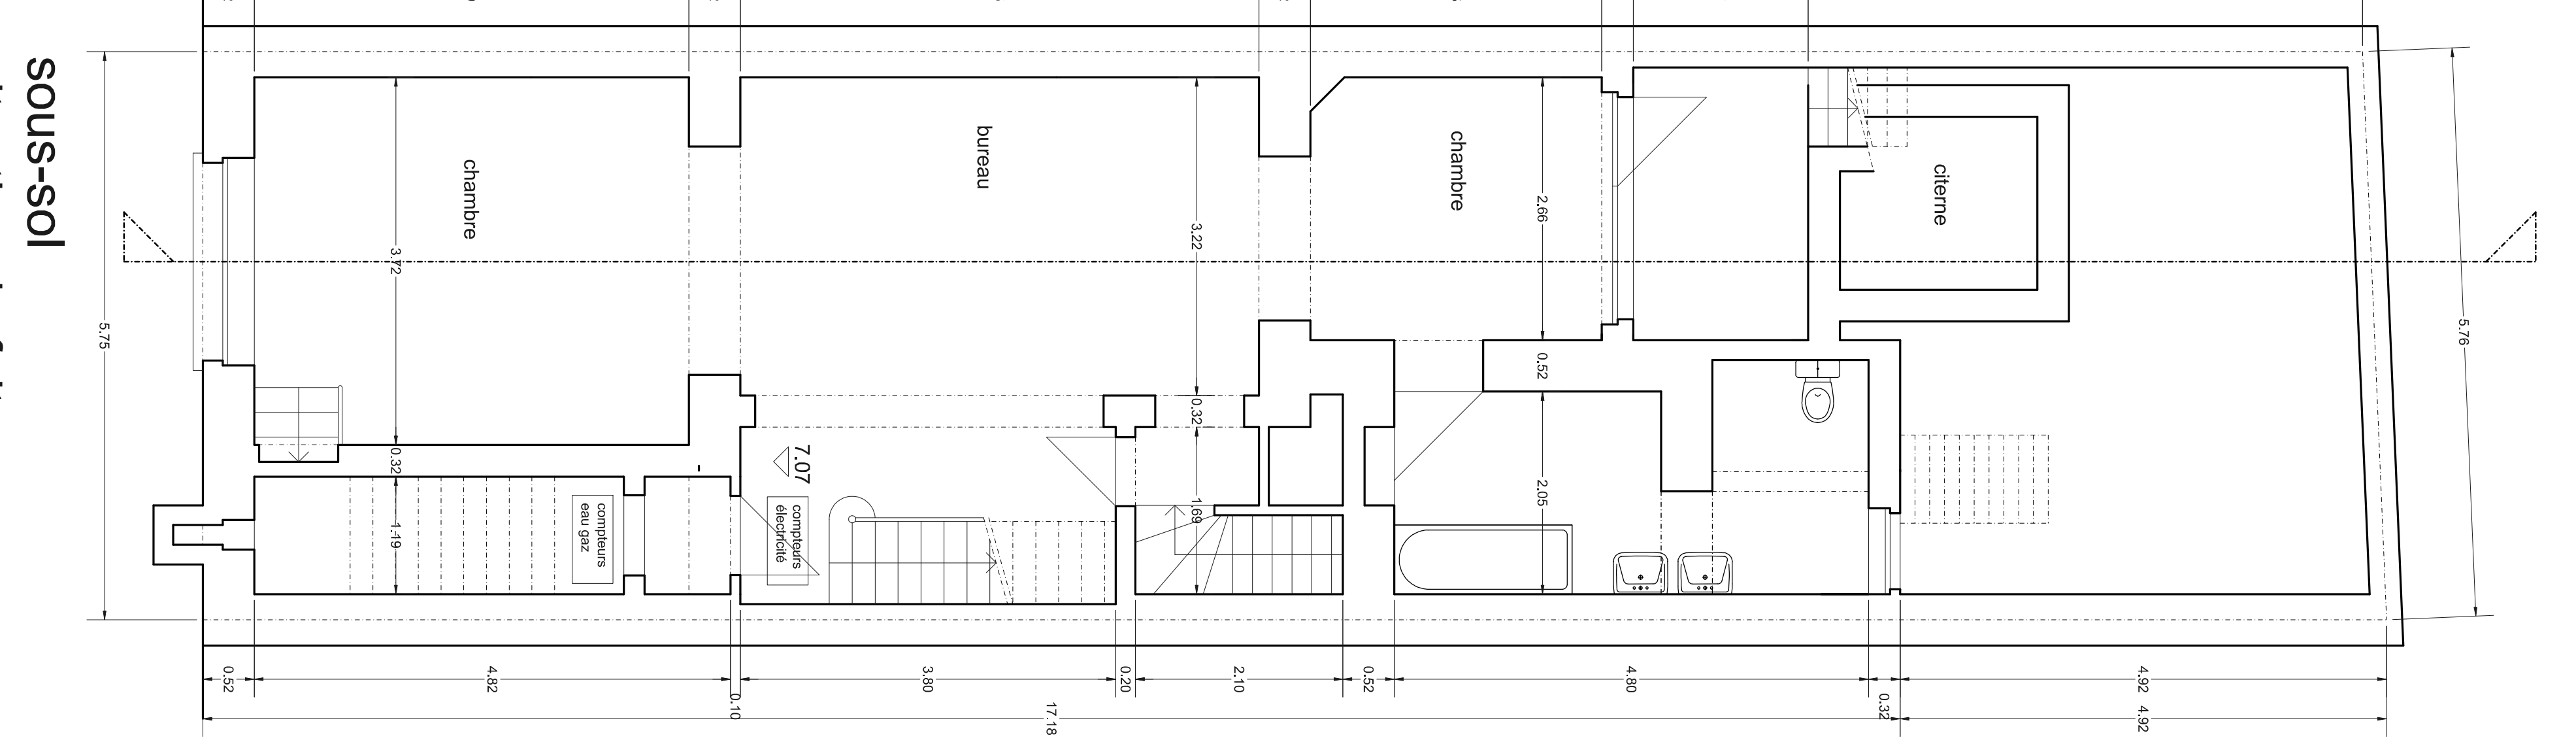 sous-sol
5.75
chambre
3.72
0.32
1.19
compteurs
eau gaz
7.07
compteurs
électricité
bureau
3.22
0.32
1.69
chambre
2.66
0.52
2.05
citerne
5.76
0.52
4.82
0.10
3.80
0.20
2.10
0.52
4.80
0.32
4.92
17.18
4.92